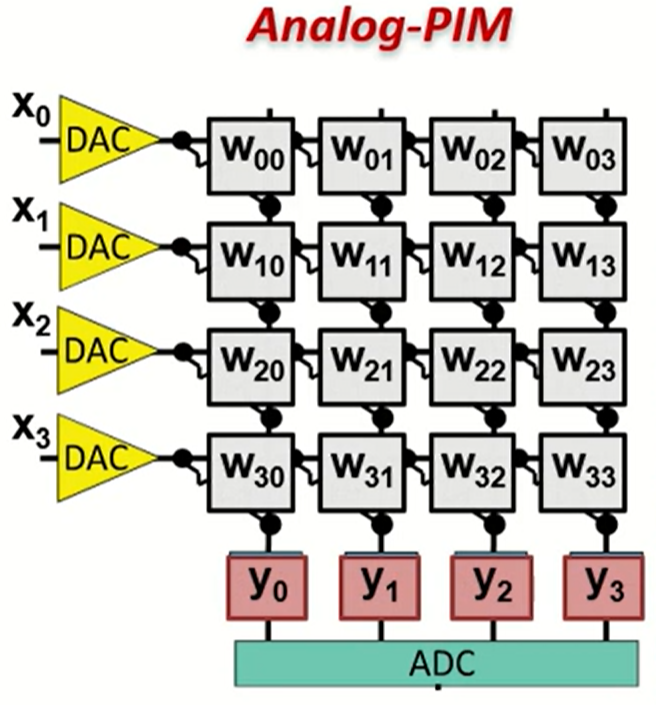 Analog-PIM
X₀ DAC W₀₀ W₀₁ W₀₂ W₀₃
X₁ DAC W₁₀ W₁₁ W₁₂ W₁₃
X₂ DAC W₂₀ W₂₁ W₂₂ W₂₃
X₃ DAC W₃₀ W₃₁ W₃₂ W₃₃
y₀ y₁ y₂ y₃
ADC